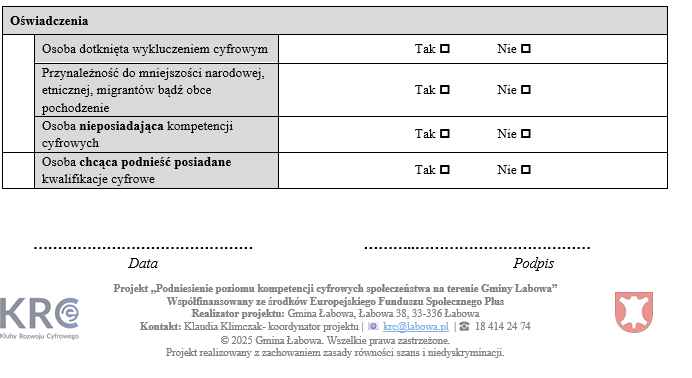 Oświadczenia
Osoba dotknięta wykluczeniem cyfrowym
Tak ☐ Nie ☐
Przynależność do mniejszości narodowej,
etnicznej, migrantów bądź obce
pochodzenie
Tak ☐ Nie ☐
Osoba nieposiadająca kompetencji
cyfrowych
Tak ☐ Nie ☐
Osoba chcąca podnieść posiadane
kwalifikacje cyfrowe
Tak ☐ Nie ☐
………………………………………… …………………………………………
Data Podpis
Projekt „Podniesienie poziomu kompetencji cyfrowych społeczeństwa na terenie Gminy Łabowa”
Współfinansowany ze środków Europejskiego Funduszu Społecznego Plus
Realizator projektu: Gmina Łabowa, Łabowa 38, 33-336 Łabowa
Kontakt: Klaudia Klimczak- koordynator projektu | 📧 krc@labowa.pl | ☎ 18 414 24 74
© 2025 Gmina Łabowa. Wszelkie prawa zastrzeżone.
Projekt realizowany z zachowaniem zasady równości szans i niedyskryminacji.
KRC
Kluby Rozwoju Cyfrowego